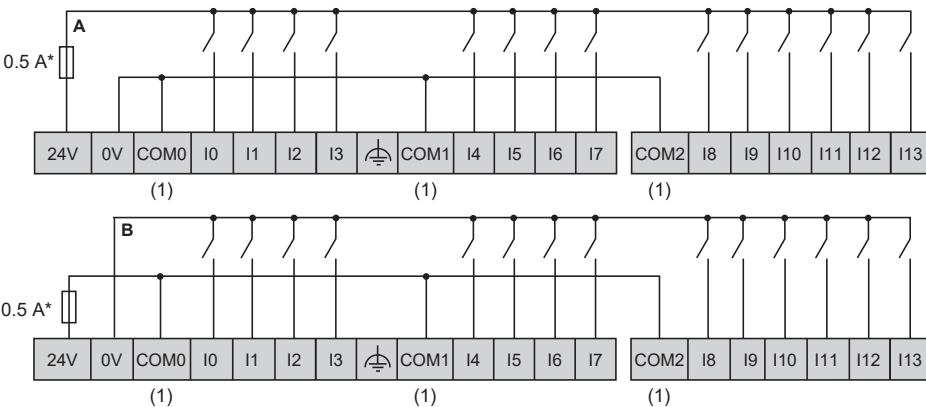 A
0.5 A*
24V 0V COM0 I0 I1 I2 I3 COM1 I4 I5 I6 I7 COM2 I8 I9 I10 I11 I12 I13
(1) (1) (1)
B
0.5 A*
24V 0V COM0 I0 I1 I2 I3 COM1 I4 I5 I6 I7 COM2 I8 I9 I10 I11 I12 I13
(1) (1) (1)